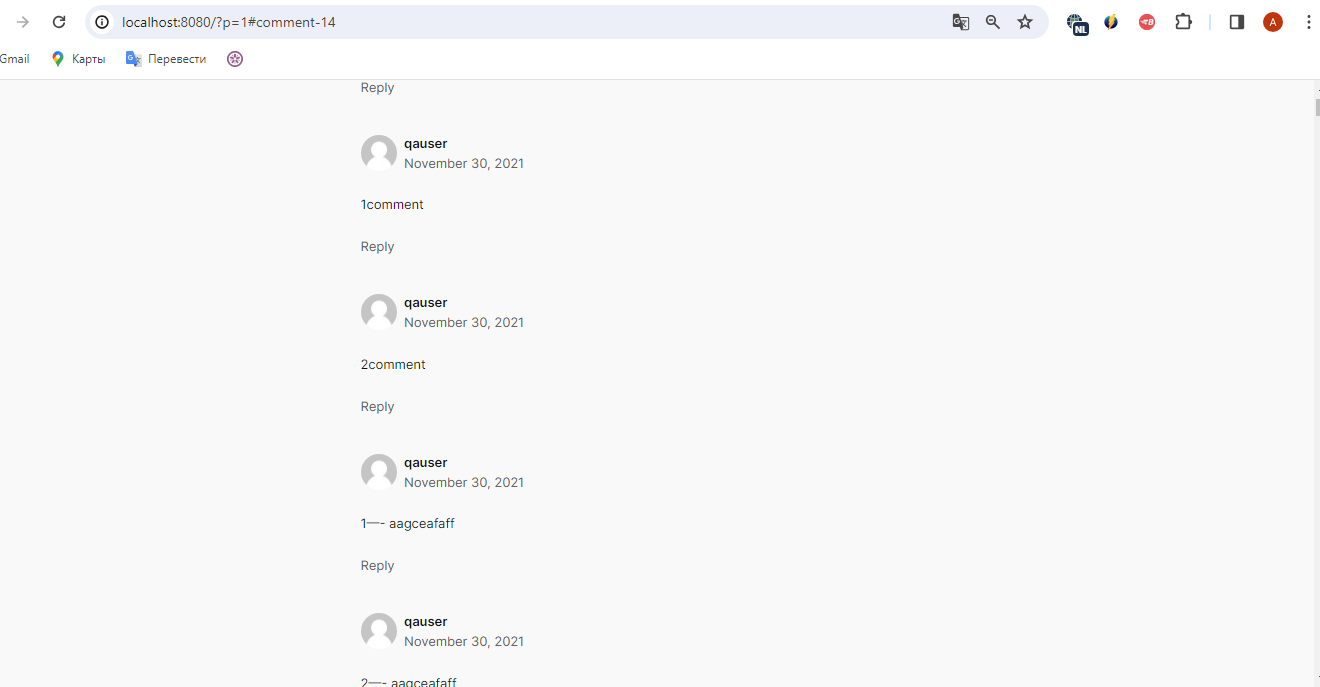 localhost:8080/?p=1#comment-14
NL
B
A
Gmail
Карты
Перевести
Reply
qauser
November 30, 2021
1comment
Reply
qauser
November 30, 2021
2comment
Reply
qauser
November 30, 2021
1—- aagceafaff
Reply
qauser
November 30, 2021
2—- aagceafaff